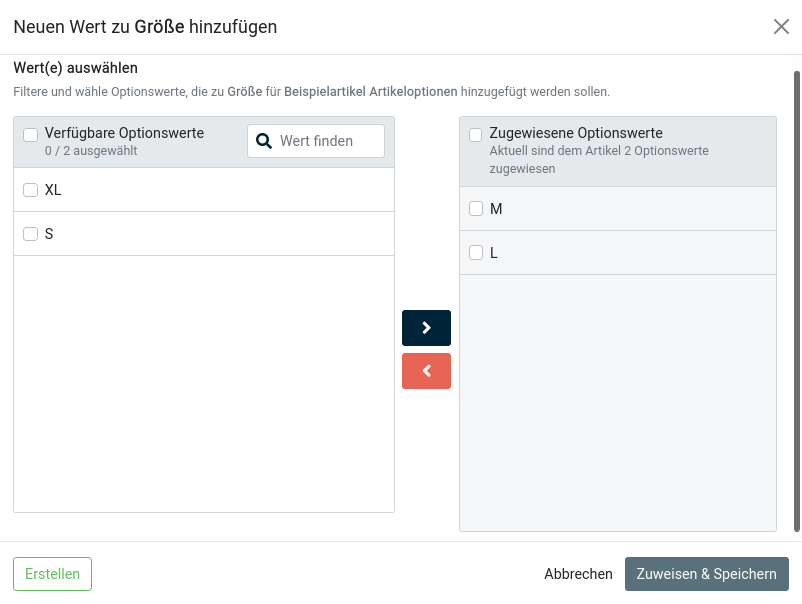 Neuen Wert zu Größe hinzufügen
Wert(e) auswählen
Filtere und wähle Optionswerte, die zu Größe für Beispielartikel Artikeloptionen hinzugefügt werden sollen.
Verfügbare Optionswerte
0 / 2 ausgewählt
Wert finden
XL
S
Zugewiesene Optionswerte
Aktuell sind dem Artikel 2 Optionswerte
zugewiesen
M
L
Erstellen
Abbrechen
Zuweisen & Speichern